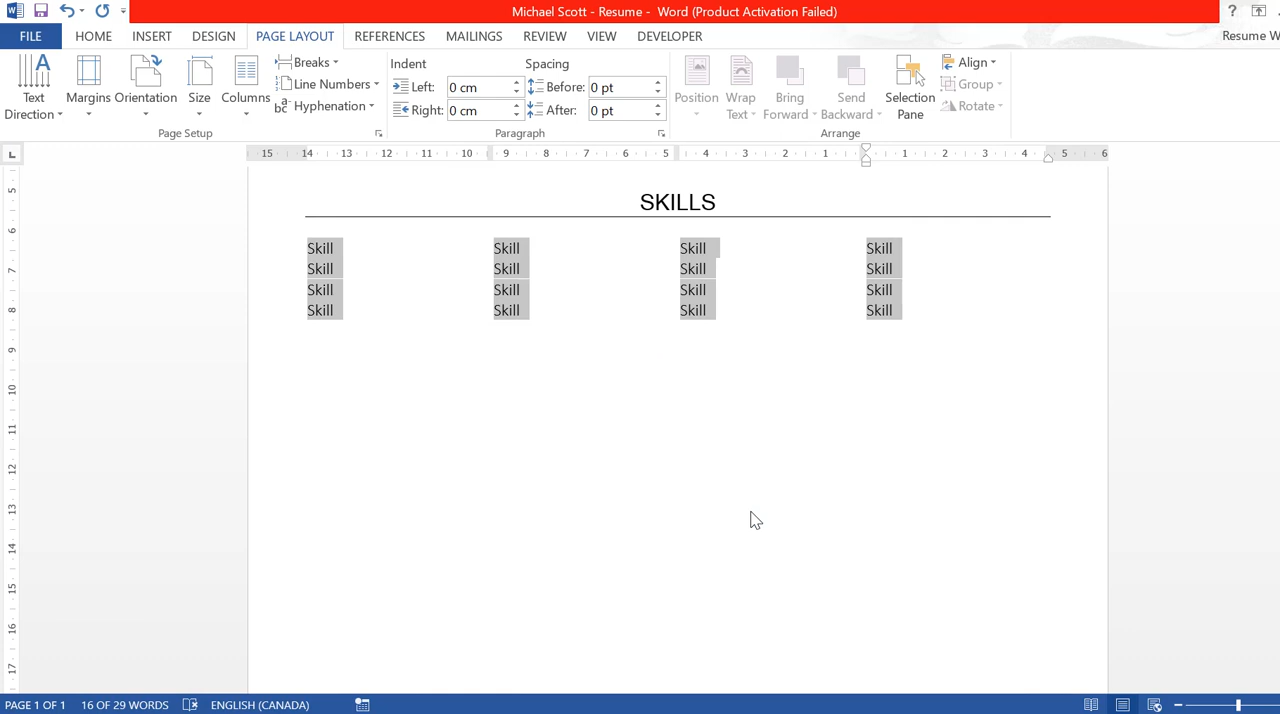 Michael Scott - Resume - Word (Product Activation Failed)
?
FILE HOME INSERT DESIGN PAGE LAYOUT REFERENCES MAILINGS REVIEW VIEW DEVELOPER Resume W
Text Direction
Margins
Orientation
Size
Columns
Breaks
Line Numbers
Hyphenation
Page Setup
Indent
Left: 0 cm
Right: 0 cm
Spacing
Before: 0 pt
After: 0 pt
Paragraph
Position
Wrap Text
Bring Forward
Send Backward
Selection Pane
Align
Group
Rotate
Arrange
15 14 13 12 11 10 9 8 7 6 5 4 3 2 1 1 2 3 4 5 6
5
6
7
8
9
10
11
12
13
14
15
16
17
SKILLS
Skill Skill Skill Skill
Skill Skill Skill Skill
Skill Skill Skill Skill
Skill Skill Skill Skill
PAGE 1 OF 1 16 OF 29 WORDS ENGLISH (CANADA)